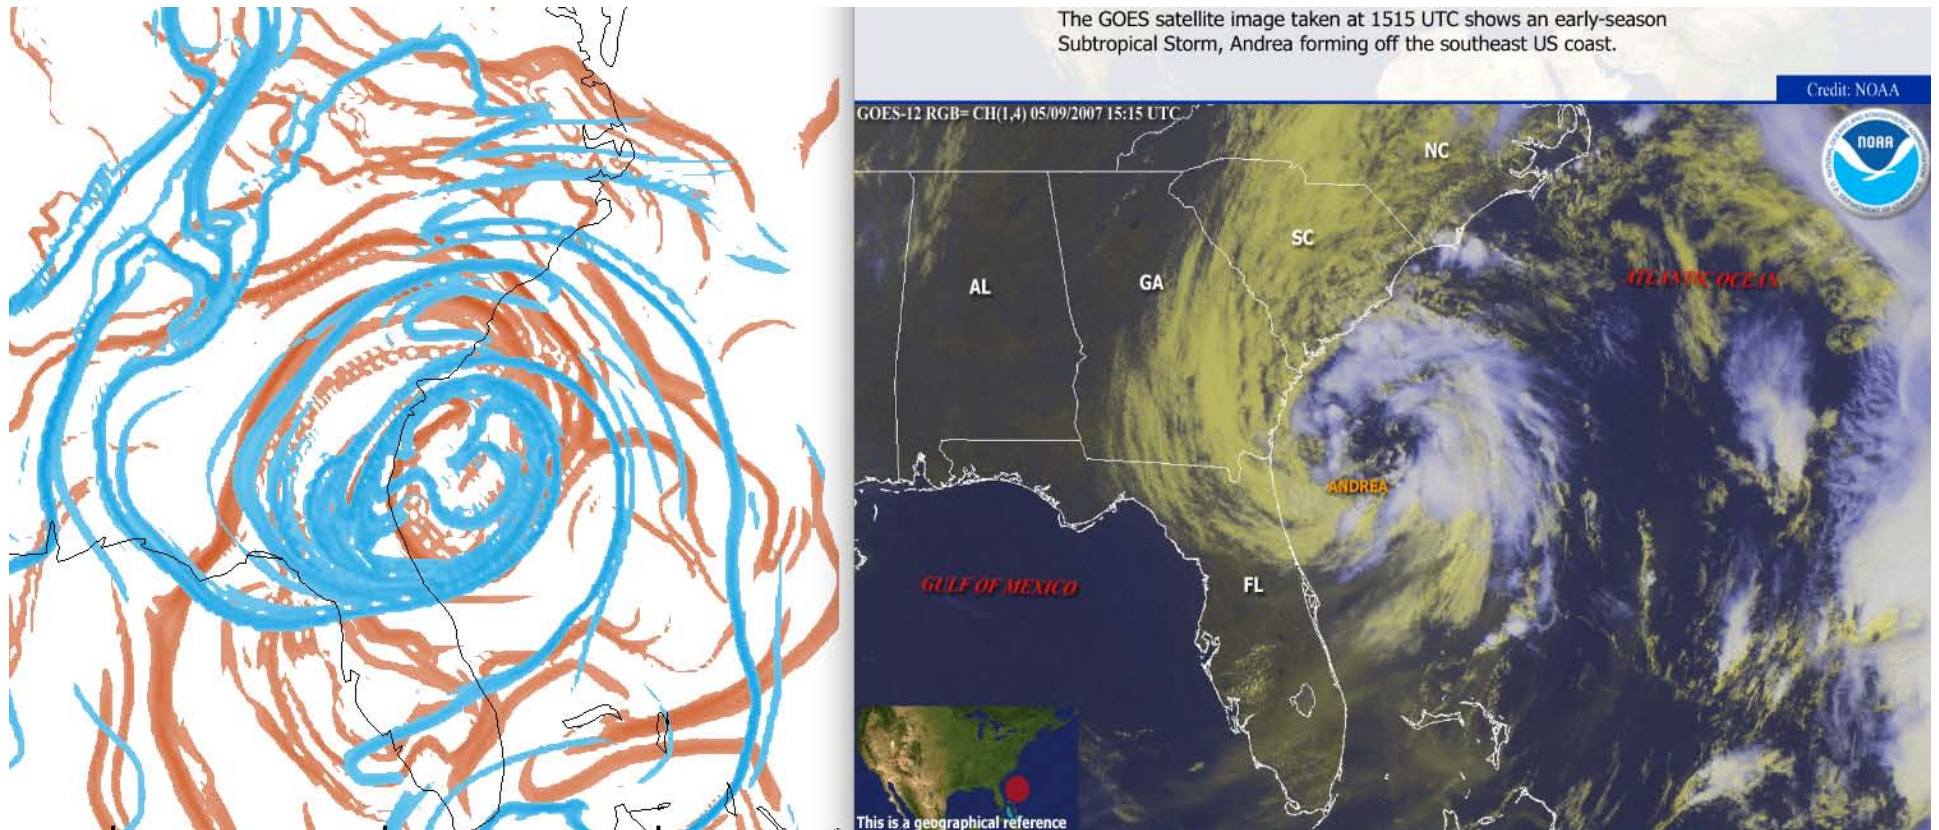 The GOES satellite image taken at 1515 UTC shows an early-season
Subtropical Storm, Andrea forming off the southeast US coast.
Credit: NOAA
GOES-12 RGB= CH(1,4) 05/09/2007 15:15 UTC
NOAA
NC
SC
ATLANTIC OCEAN
AL
GA
ANDREA
GULF OF MEXICO
FL
This is a geographical reference